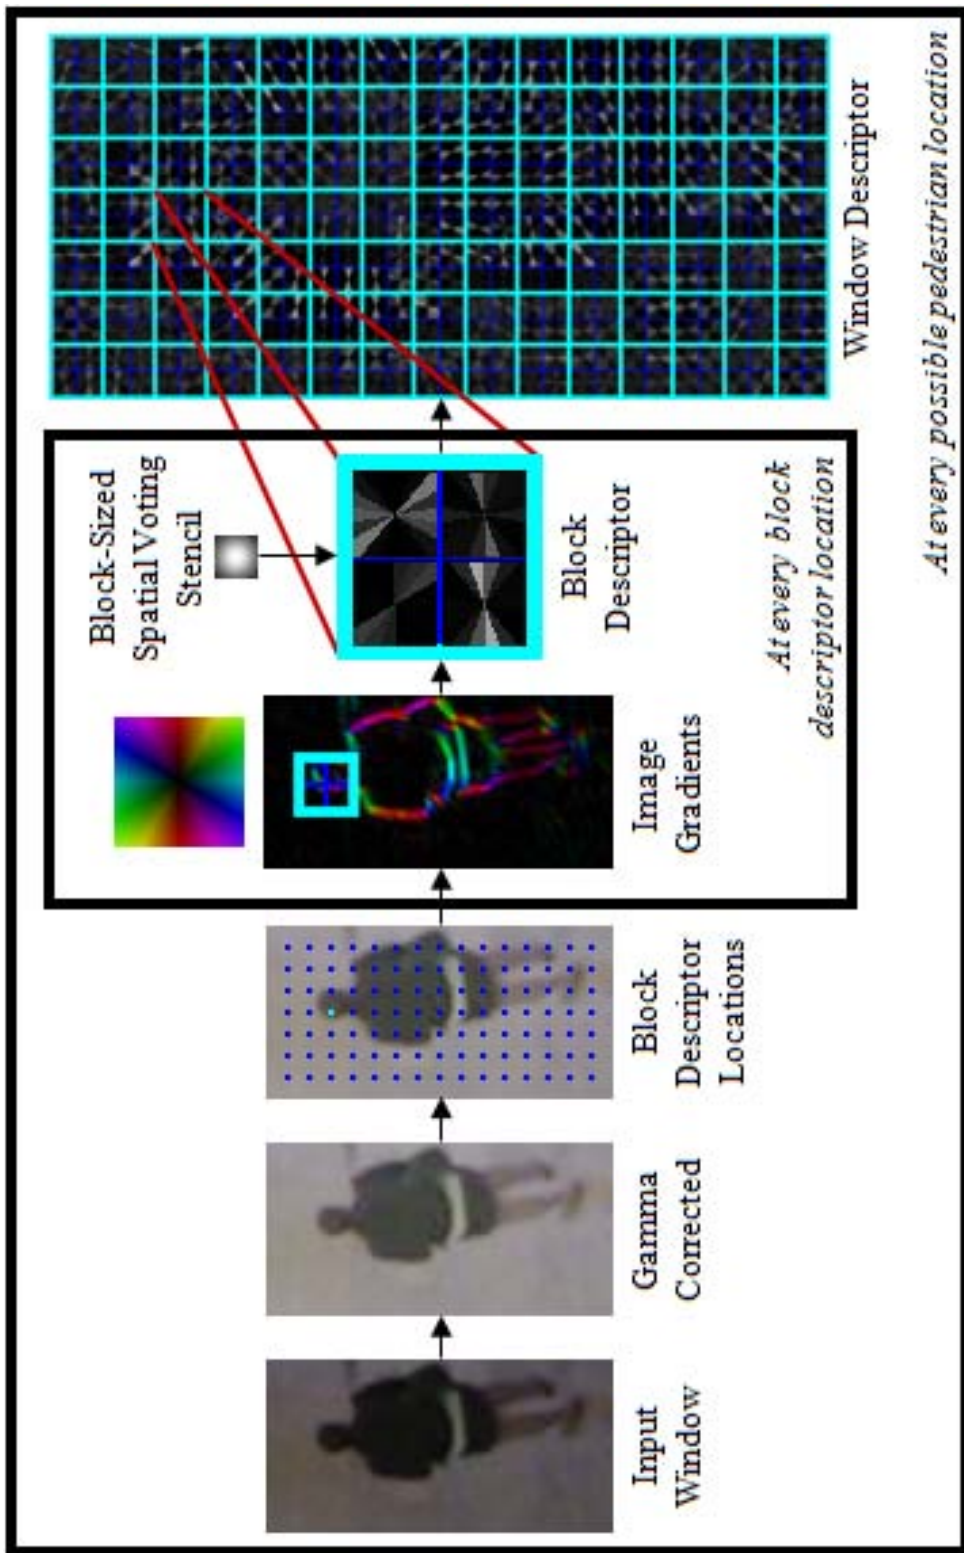 Input
Window
Gamma
Corrected
Block
Descriptor
Locations
Image
Gradients
Block-Sized
Spatial Voting
Stencil
Block
Descriptor
At every block
descriptor location
Window Descriptor
At every possible pedestrian location